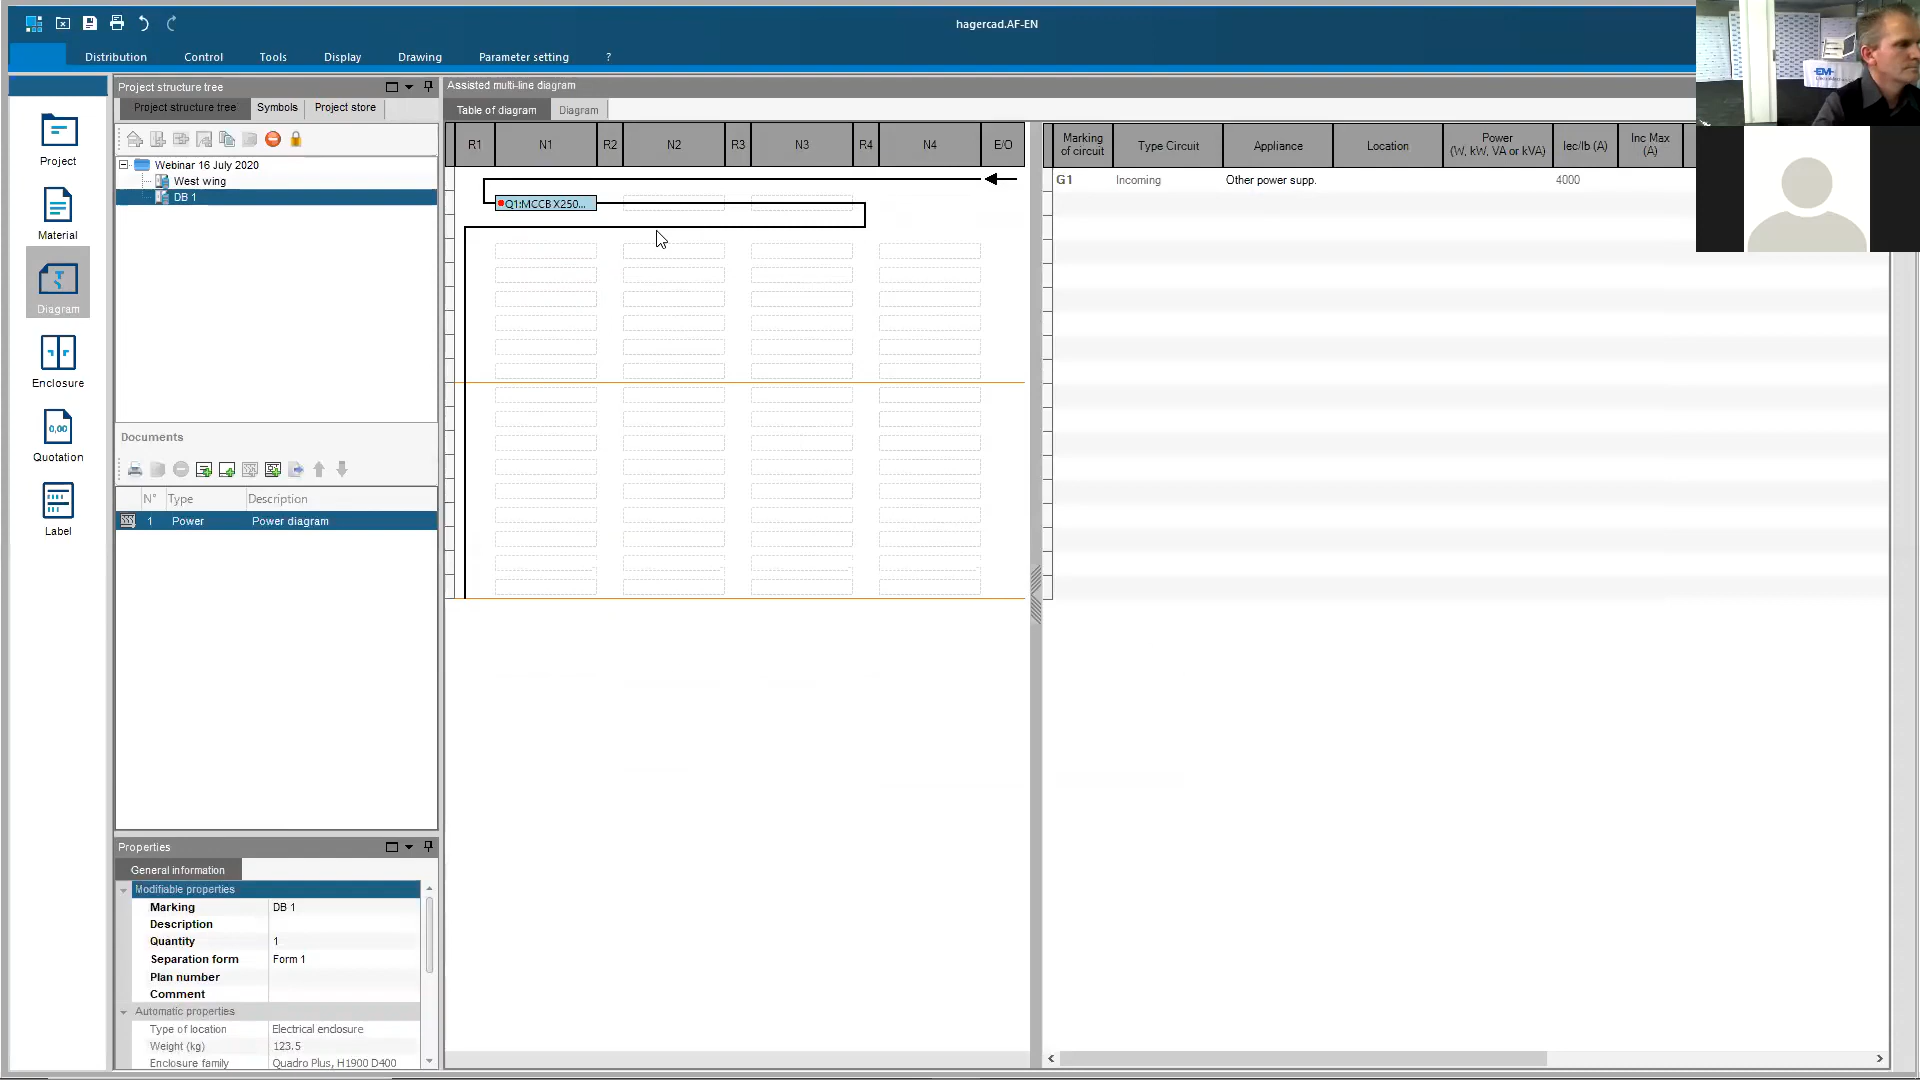 hagercad.AF-EN
Distribution Control Tools Display Drawing Parameter setting ?
Project
Material
Diagram
Enclosure
0,00
Quotation
Label
Project structure tree
Project structure tree Symbols Project store
Webinar 16 July 2020
West wing
DB 1
Documents
N° Type Description
1 Power Power diagram
Properties
General information
Modifiable properties
Marking DB 1
Description
Quantity 1
Separation form Form 1
Plan number
Comment
Automatic properties
Type of location Electrical enclosure
Weight (kg) 123.5
Enclosure family Quadro Plus, H1900 D400
Assisted multi-line diagram
Table of diagram Diagram
R1 N1 R2 N2 R3 N3 R4 N4 E/O
Q1:MCCB X250...
Marking of circuit Type Circuit Appliance Location Power (W, kW, VA or kVA) Iec/Ib (A) Inc Max (A)
G1 Incoming Other power supp. 4000
EM